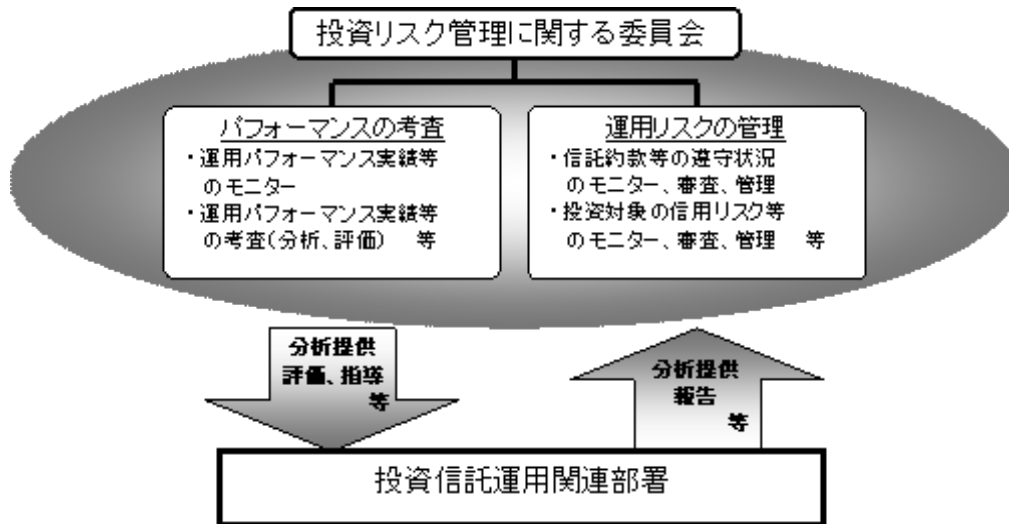 投資リスク管理に関する委員会
パフォーマンスの考査
・運用パフォーマンス実績等
のモニター
・運用パフォーマンス実績等
の考査(分析、評価) 等
運用リスクの管理
・信託約款等の遵守状況
のモニター、審査、管理
・投資対象の信用リスク等
のモニター、審査、管理 等
分析提供
評価、指導
等
分析提供
報告
等
投資信託運用関連部署